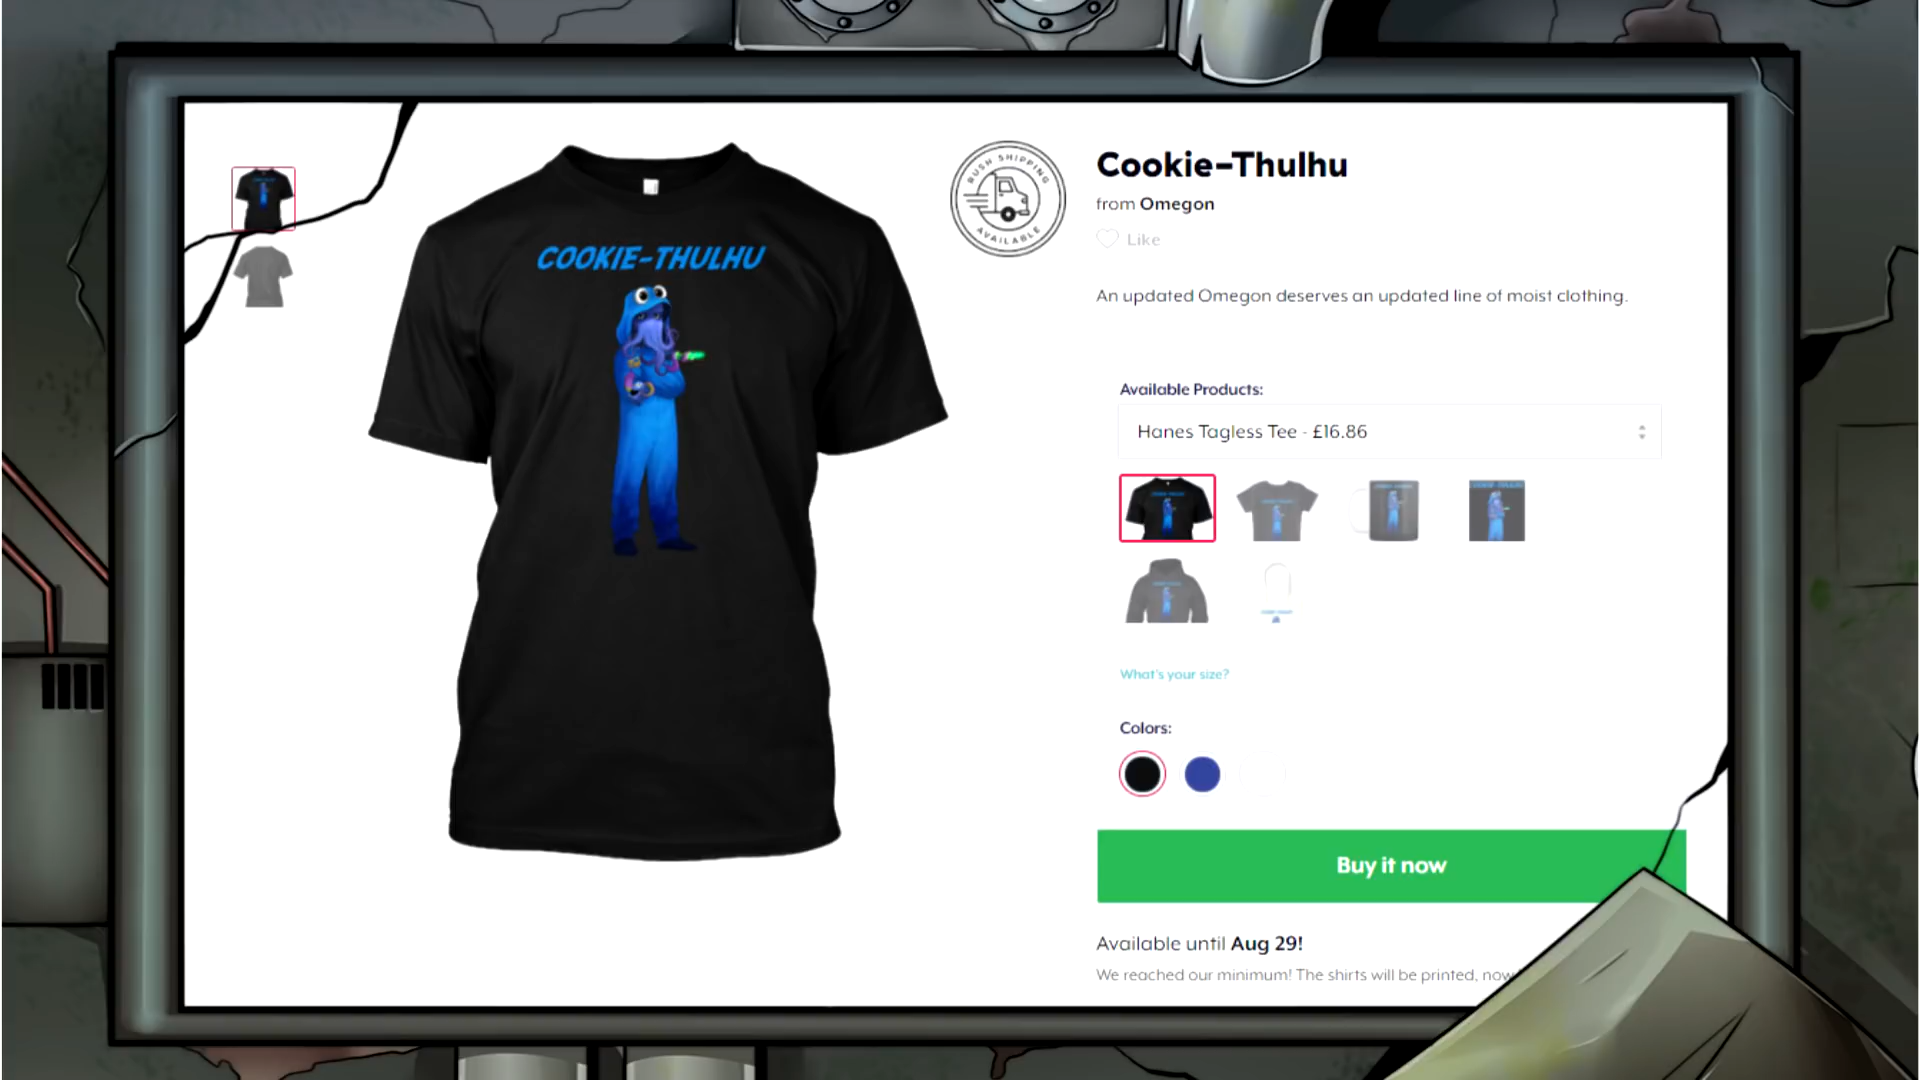 COOKIE-THULHU
RUSH SHIPPING
AVAILABLE
Cookie-Thulhu
from Omegon
Like
An updated Omegon deserves an updated line of moist clothing.
Available Products:
Hanes Tagless Tee - £16.86
What's your size?
Colors:
Buy it now
Available until Aug 29!
We reached our minimum! The shirts will be printed, now